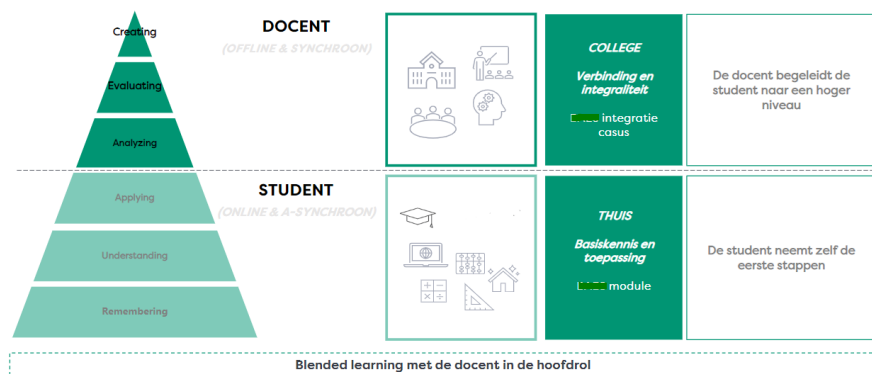 Creating
Evaluating
Analyzing
Applying
Understanding
Remembering
DOCENT
(OFFLINE & SYNCHROON)
STUDENT
(ONLINE & A-SYNCHROON)
COLLEGE
Verbinding en
integraliteit
integratie
casus
De docent begeleidt de
student naar een hoger
niveau
THUIS
Basiskennis en
toepassing
module
De student neemt zelf de
eerste stappen
Blended learning met de docent in de hoofdrol